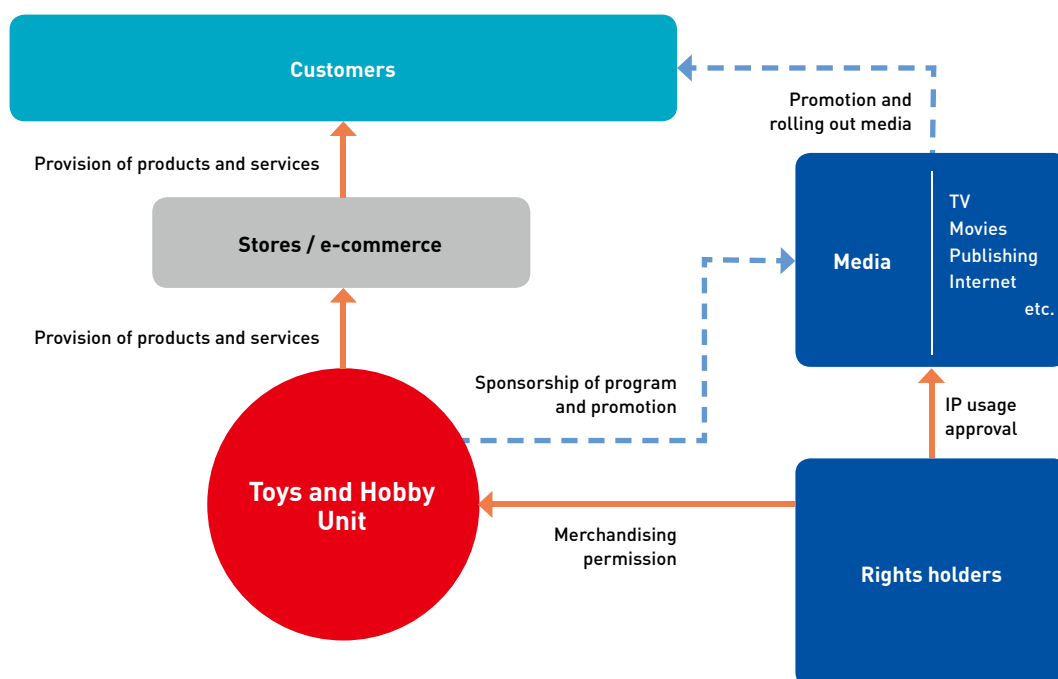 Customers
Promotion and
rolling out media
Provision of products and services
TV
Movies
Publishing
Internet
etc.
Media
Stores / e-commerce
Provision of products and services
Sponsorship of program
and promotion
IP usage
approval
Toys and Hobby
Unit
Merchandising
permission
Rights holders